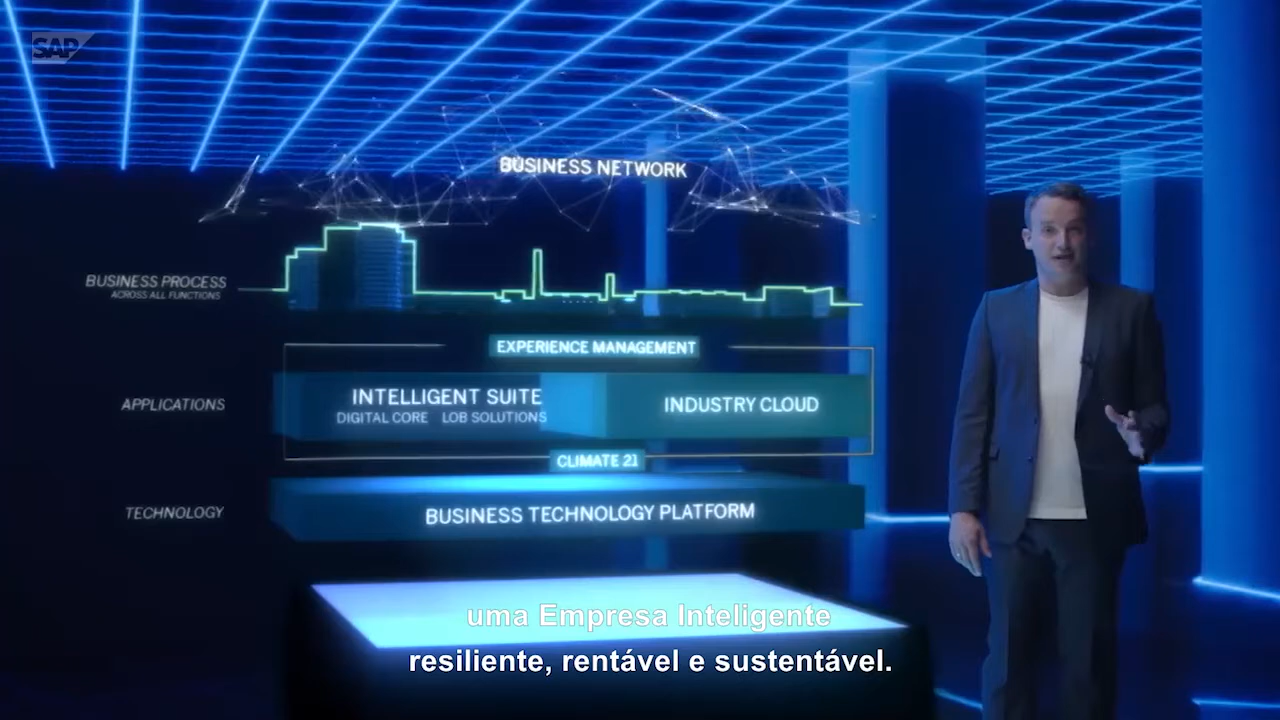 SAP
BUSINESS NETWORK
BUSINESS PROCESS
ACROSS ALL FUNCTIONS
EXPERIENCE MANAGEMENT
APPLICATIONS
INTELLIGENT SUITE
DIGITAL CORE LOB SOLUTIONS
INDUSTRY CLOUD
CLIMATE 21
TECHNOLOGY
BUSINESS TECHNOLOGY PLATFORM
uma Empresa Inteligente
resiliente, rentável e sustentável.